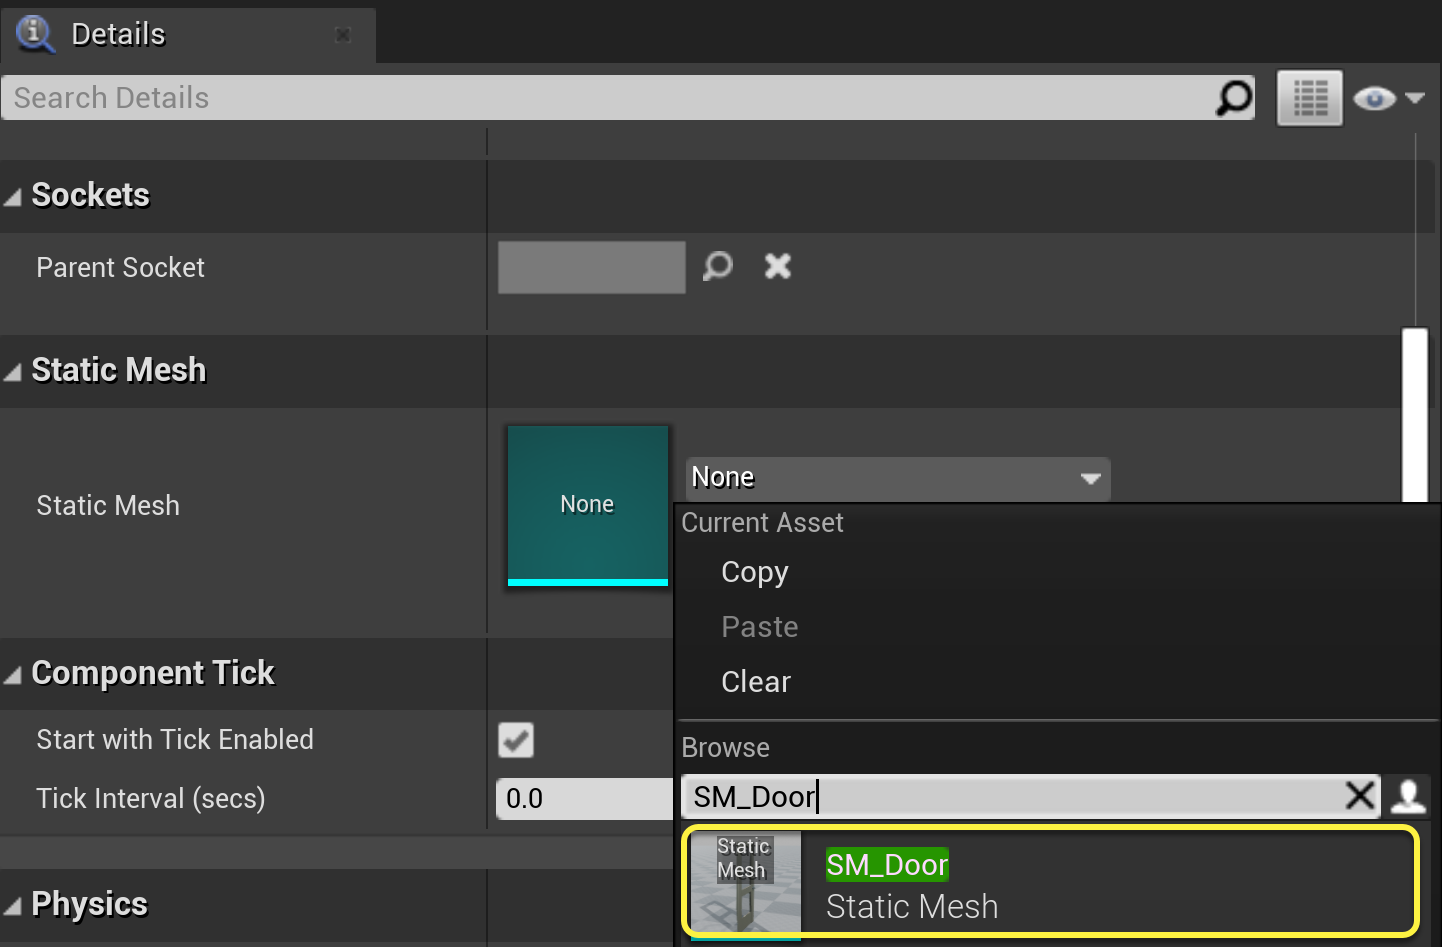 Details
Search Details
Sockets
Parent Socket
Static Mesh
Static Mesh
None
None
Current Asset
Copy
Paste
Clear
Component Tick
Start with Tick Enabled
Tick Interval (secs)
0.0
Browse
SM_Door
Static
Mesh
SM_Door
Static Mesh
Physics